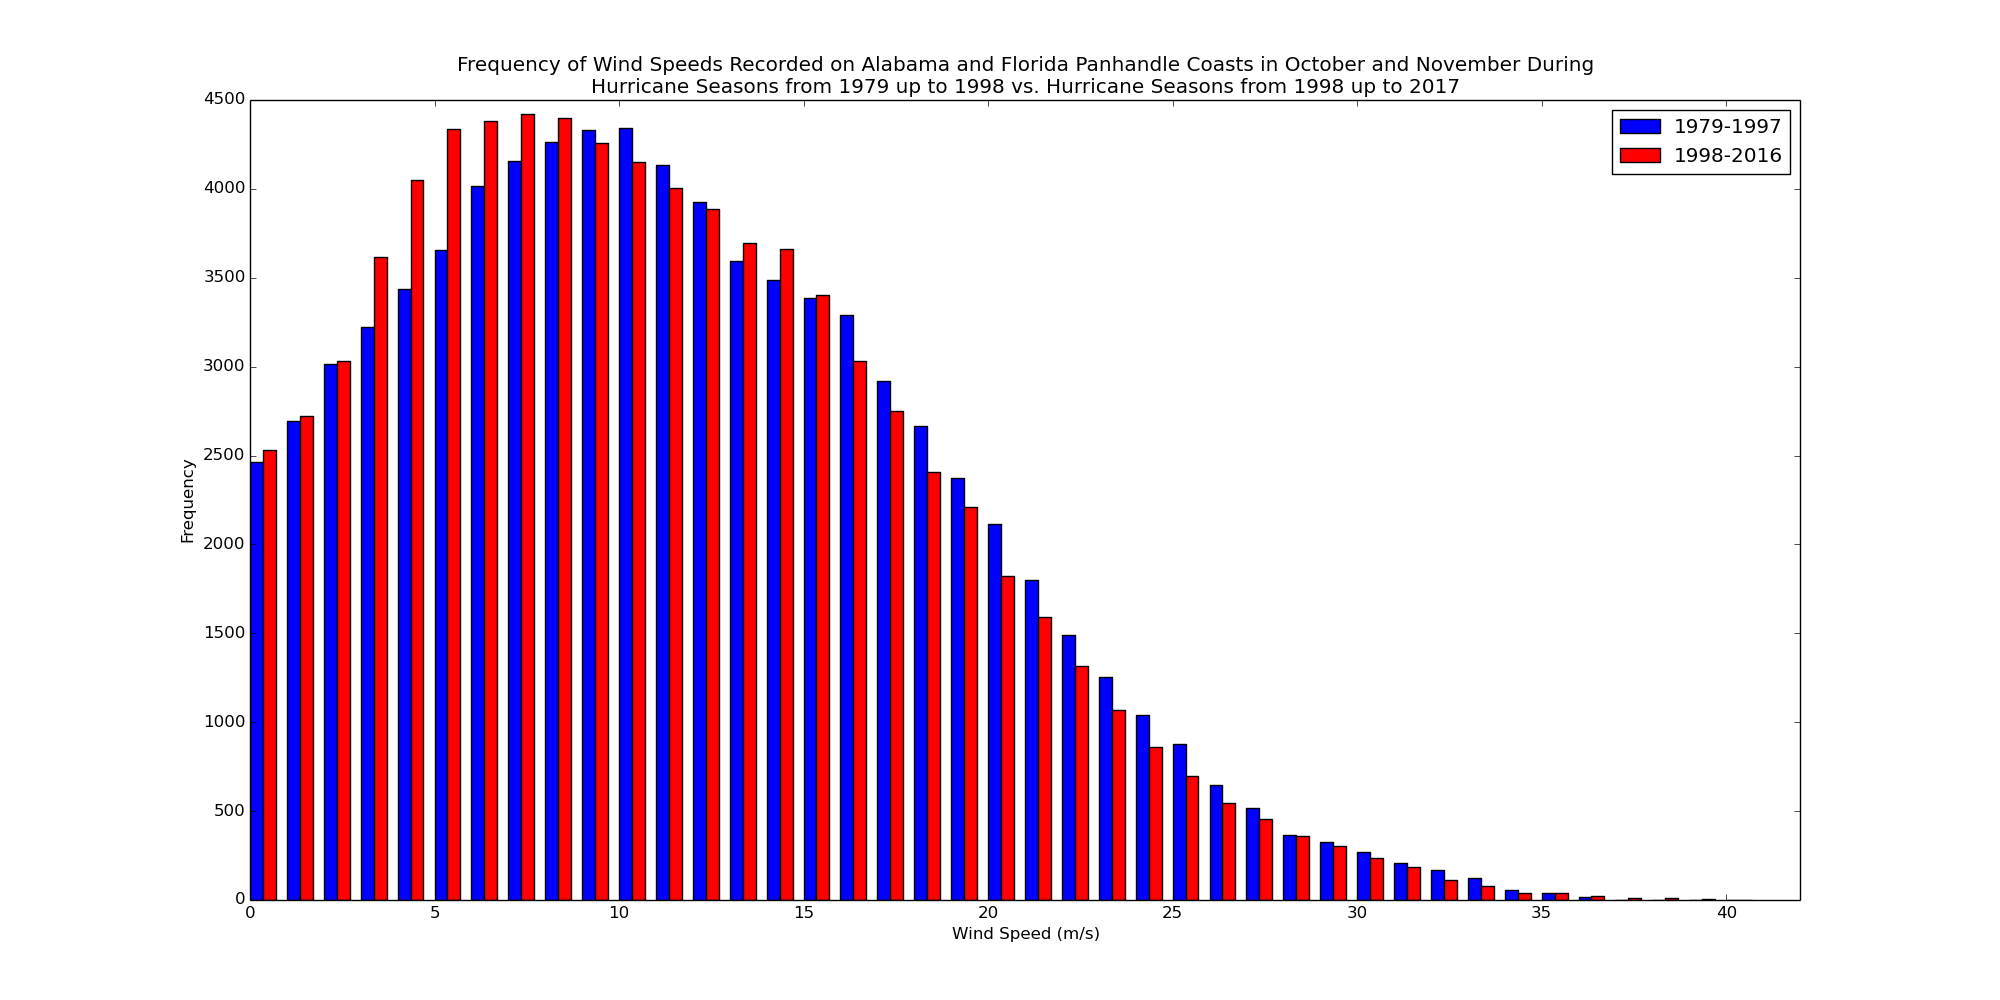 Frequency of Wind Speeds Recorded on Alabama and Florida Panhandle Coasts in October and November During
Hurricane Seasons from 1979 up to 1998 vs. Hurricane Seasons from 1998 up to 2017
1979-1997
1998-2016
4500
4000
3500
3000
2500
2000
1500
1000
500
0
Frequency
0 5 10 15 20 25 30 35 40
Wind Speed (m/s)